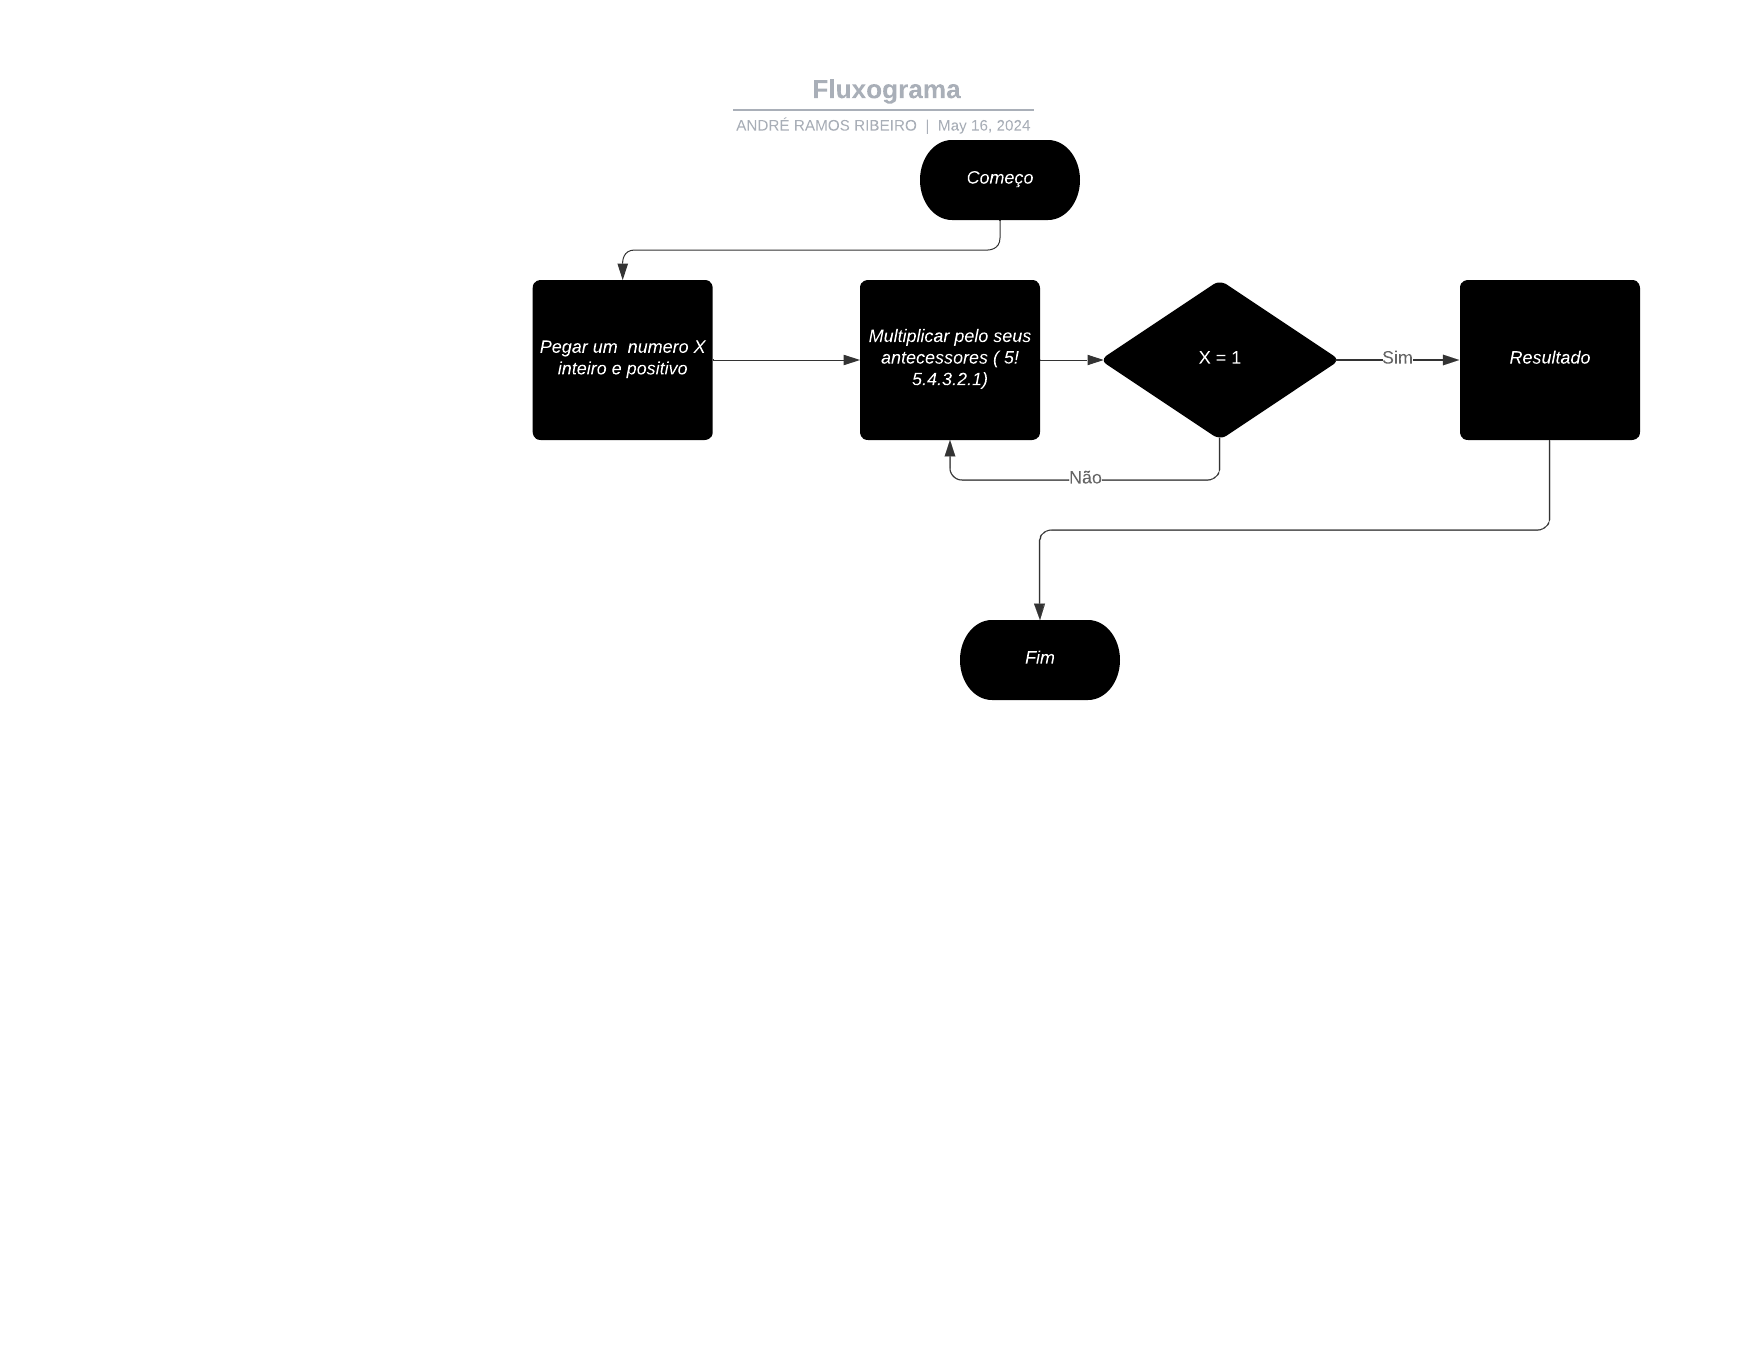 Fluxograma
ANDRÉ RAMOS RIBEIRO | May 16, 2024
Começo
Pegar um  numero X
inteiro e positivo
Multiplicar pelo seus
antecessores ( 5!
5.4.3.2.1)
X = 1
Sim
Resultado
Não
Fim